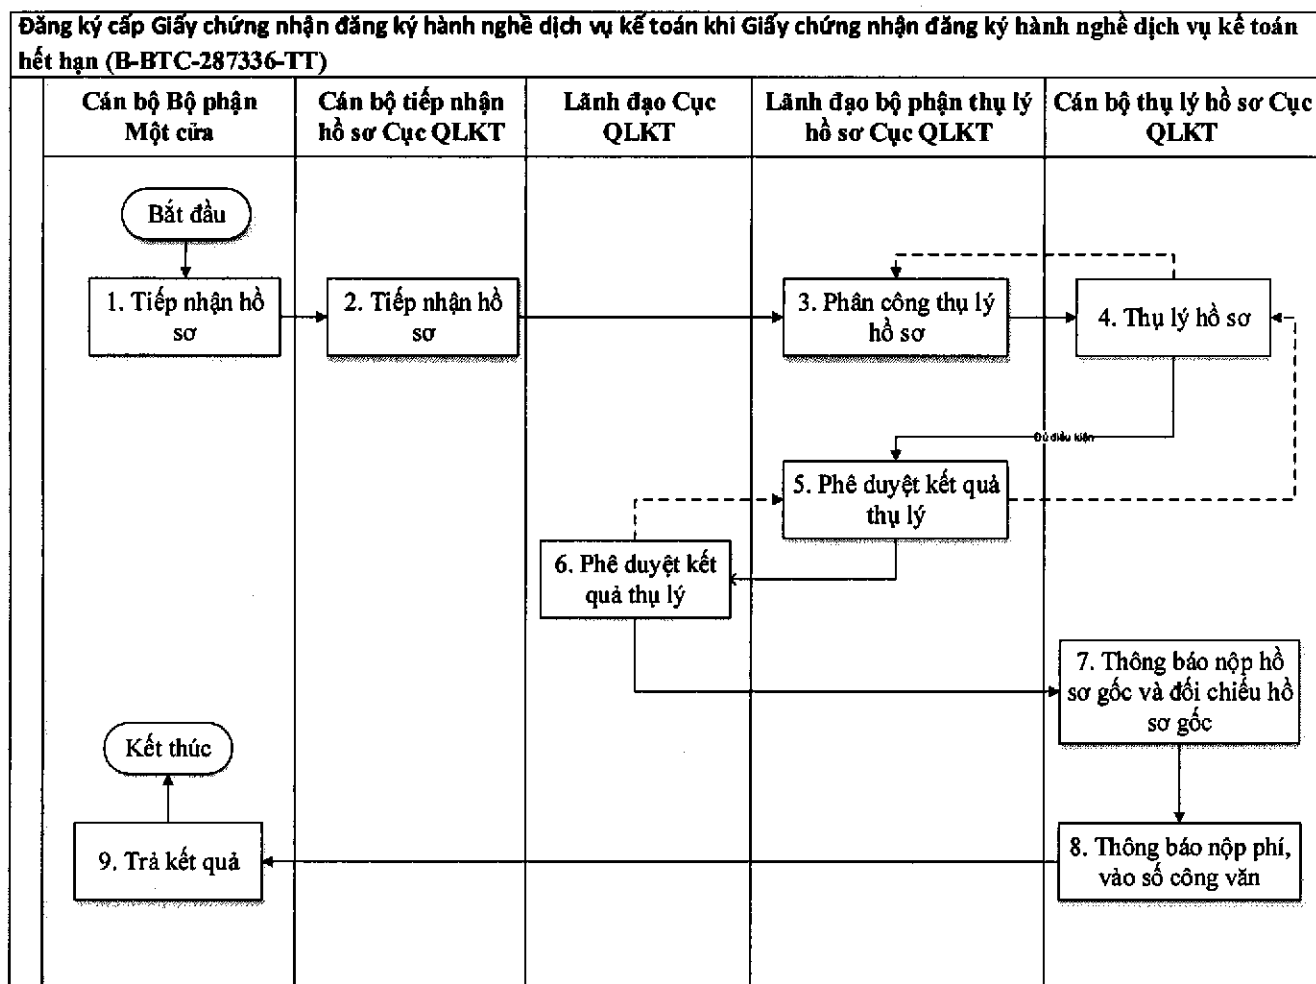 Đăng ký cấp Giấy chứng nhận đăng ký hành nghề dịch vụ kế toán khi Giấy chứng nhận đăng ký hành nghề dịch vụ kế toán
hết hạn (B-BTC-287336-TT)
Cán bộ Bộ phận
Một cửa
Cán bộ tiếp nhận
hồ sơ Cục QLKT
Lãnh đạo Cục
QLKT
Lãnh đạo bộ phận thụ lý
hồ sơ Cục QLKT
Cán bộ thụ lý hồ sơ Cục
QLKT
Bắt đầu
1. Tiếp nhận hồ
sơ
2. Tiếp nhận hồ
sơ
3. Phân công thụ lý
hồ sơ
4. Thụ lý hồ sơ
Đủ điều kiện
5. Phê duyệt kết quả
thụ lý
6. Phê duyệt kết
quả thụ lý
7. Thông báo nộp hồ
sơ gốc và đối chiếu hồ
sơ gốc
Kết thúc
8. Thông báo nộp phí,
vào số công văn
9. Trả kết quả